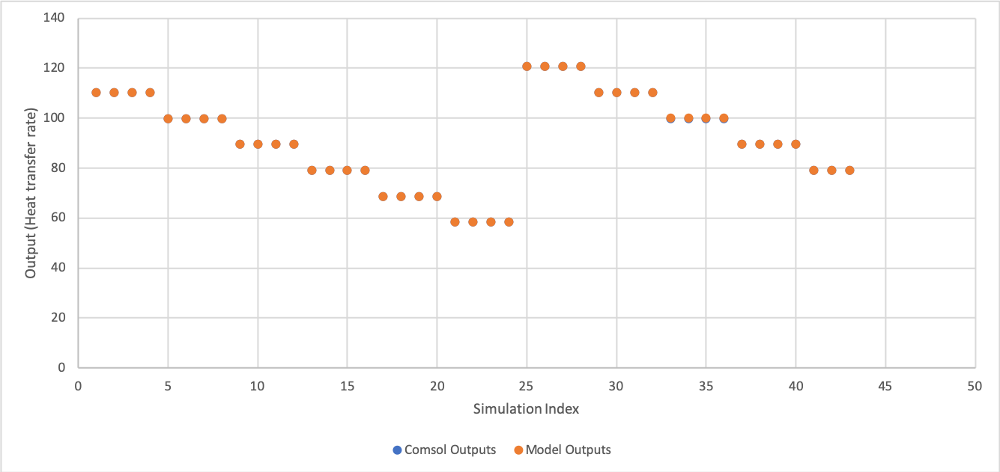 140
120
100
80
60
40
20
0
Output (Heat transfer rate)
0 5 10 15 20 25 30 35 40 45 50
Simulation Index
Comsol Outputs Model Outputs